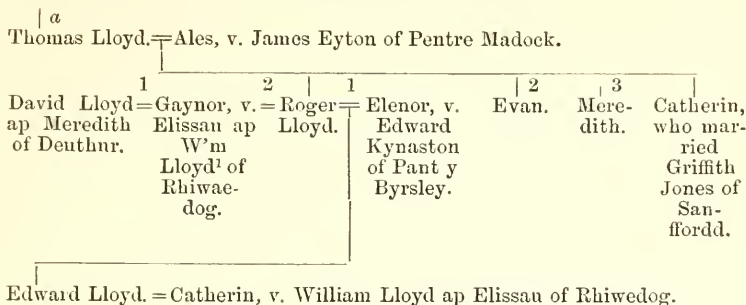 a
Thomas Lloyd.=Ales, v. James Eyton of Pentre Madock.
1 2 1 2 3
David Lloyd=Gaynor, v.=Roger= Elenor, v. Evan. Mere- Catherin,
ap Meredith Elissau ap Lloyd. Edward dith. who mar-
of Deuthnr. W'm Kynaston ried
Lloyd¹ of of Pant y Griffith
Rhiwae- Byrsley. Jones of
dog. San-
ffordd.
Edward Lloyd.=Catherin, v. William Lloyd ap Elissau of Rhiwedog.